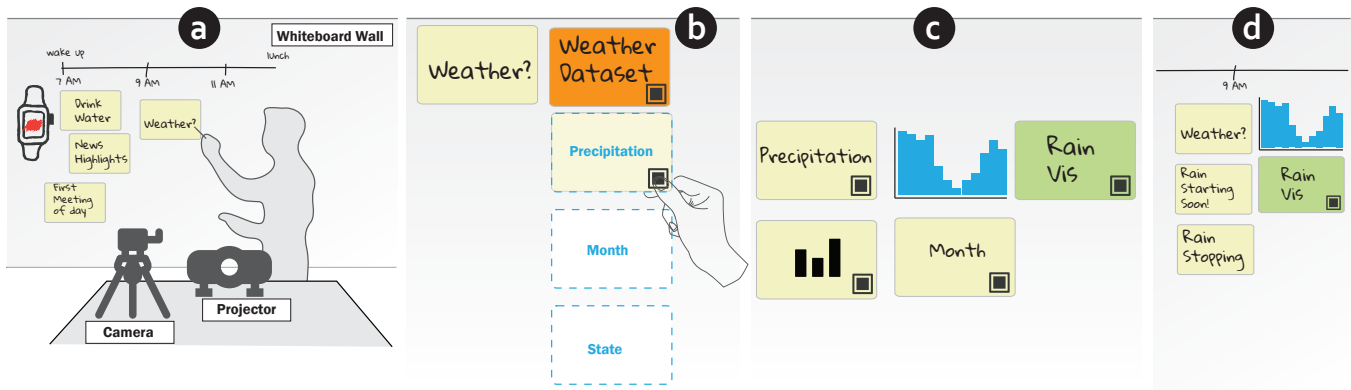 a
Whiteboard Wall
wake up
lunch
7 AM
9 AM
11 AM
Drink
Water
Weather?
News
Highlights
First
Meeting
of day
Camera
Projector
b
Weather?
Weather
Dataset
Precipitation
Month
State
c
Precipitation
Rain
Vis
Month
d
9 AM
Weather?
Rain
Starting
Soon!
Rain
Vis
Rain
Stopping